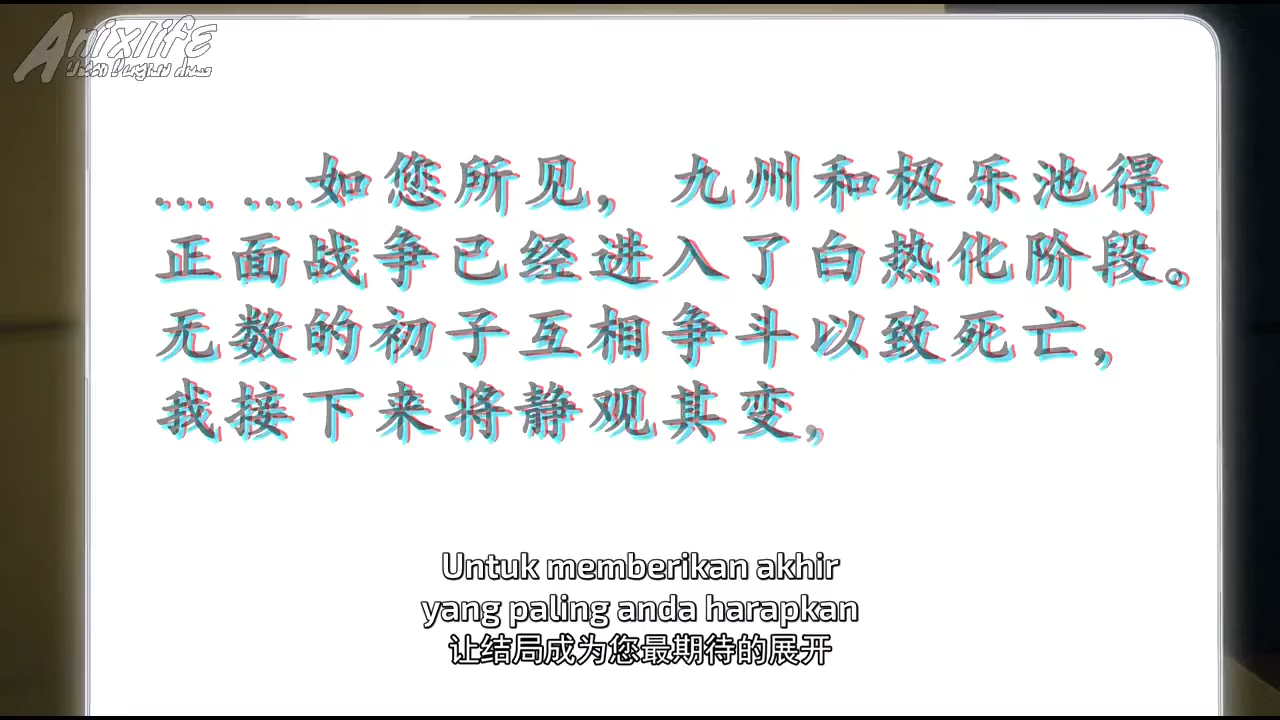 Anixlife
... ...如您所见，九州和极乐池得
正面战争已经进入了白热化阶段。
无数的初子互相争斗以致死亡，
我接下来将静观其变，
Untuk memberikan akhir
yang paling anda harapkan
让结局成为您最期待的展开